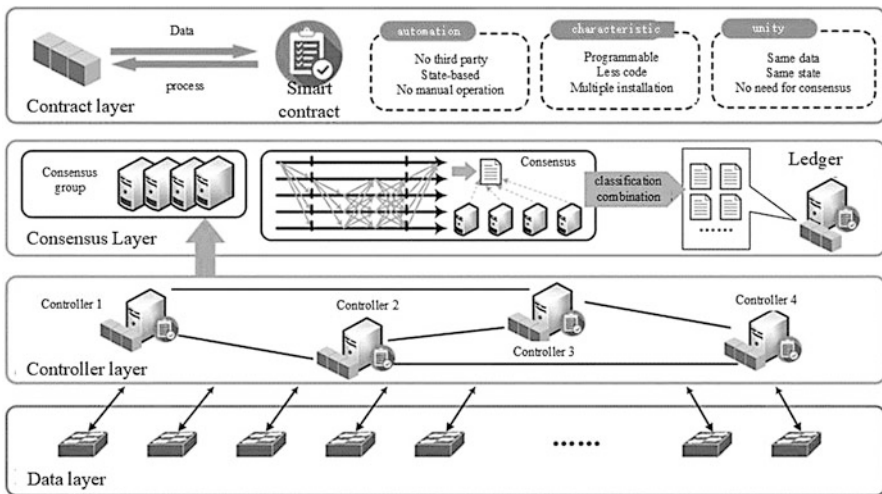 Data
process
Contract layer
Smart
contract
automation
No third party
State-based
No manual operation
characteristic
Programmable
Less code
Multiple installation
unity
Same data
Same state
No need for consensus
Consensus
group
Consensus Layer
Consensus
classification
combination
Ledger
......
Controller 1
Controller 2
Controller 3
Controller 4
Controller layer
......
Data layer